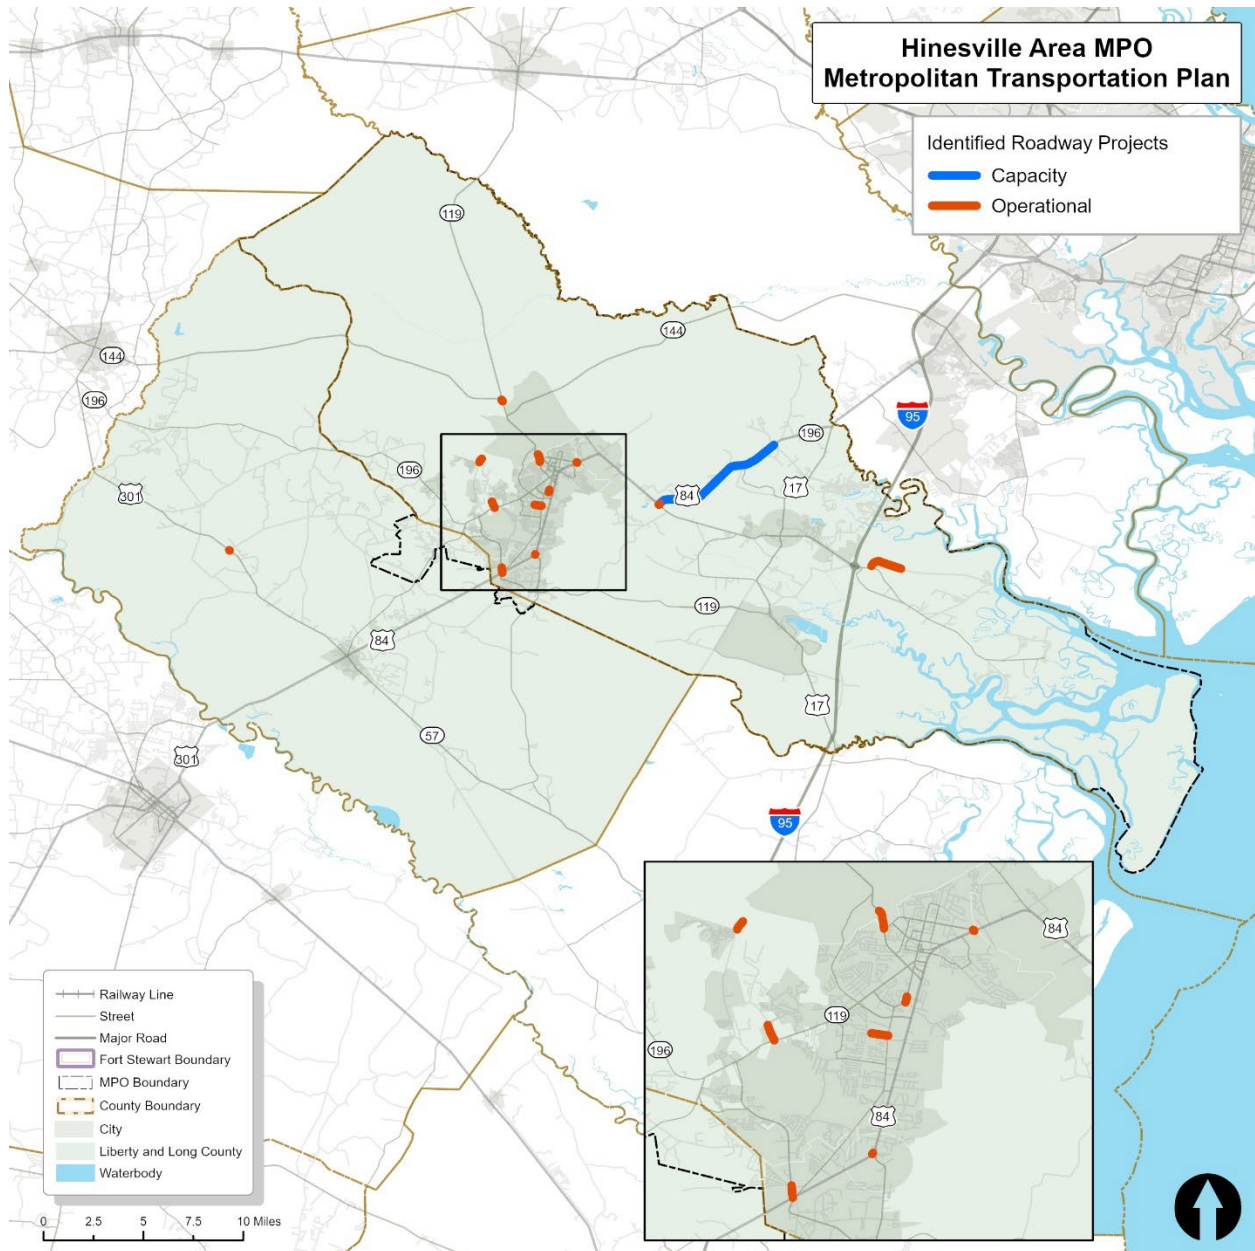 Hinesville Area MPO
Metropolitan Transportation Plan
Identified Roadway Projects
Capacity
Operational
119
144
144
196
95
196
196
301
17
84
119
84
17
57
301
95
84
119
196
84
Railway Line
Street
Major Road
Fort Stewart Boundary
MPO Boundary
County Boundary
City
Liberty and Long County
Waterbody
0 2.5 5 7.5 10 Miles